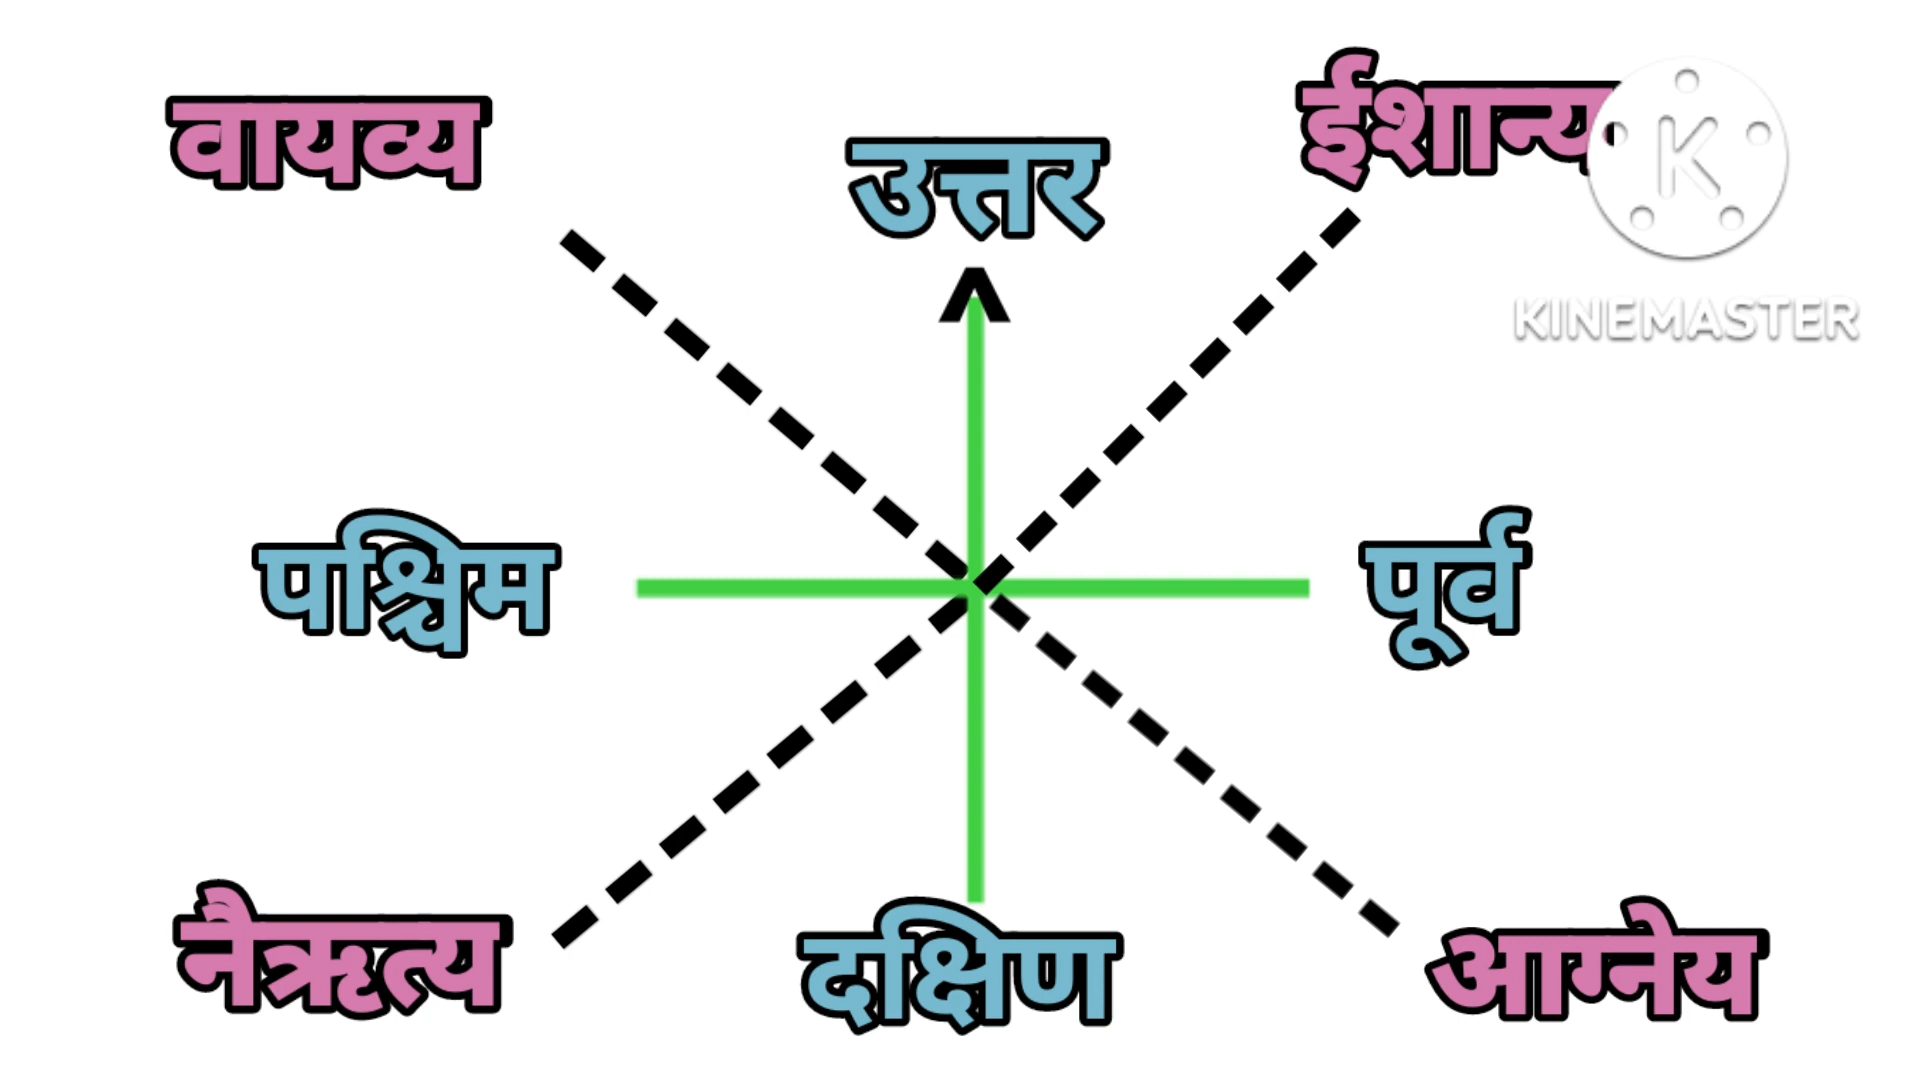 वायव्य
उत्तर
ईशान्य
K
KINEMASTER
पश्चिम
पूर्व
नैऋत्य
दक्षिण
आग्नेय